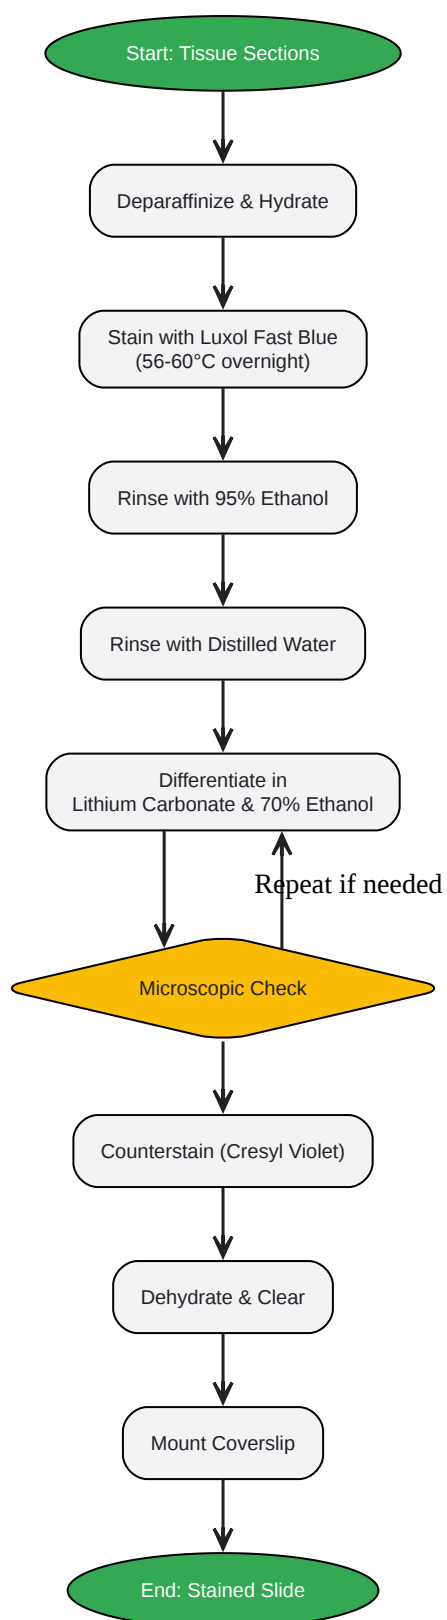 Start: Tissue Sections
Deparaffinize & Hydrate
Stain with Luxol Fast Blue
(56-60°C overnight)
Rinse with 95% Ethanol
Rinse with Distilled Water
Differentiate in
Lithium Carbonate & 70% Ethanol
Repeat if needed
Microscopic Check
Counterstain (Cresyl Violet)
Dehydrate & Clear
Mount Coverslip
End: Stained Slide